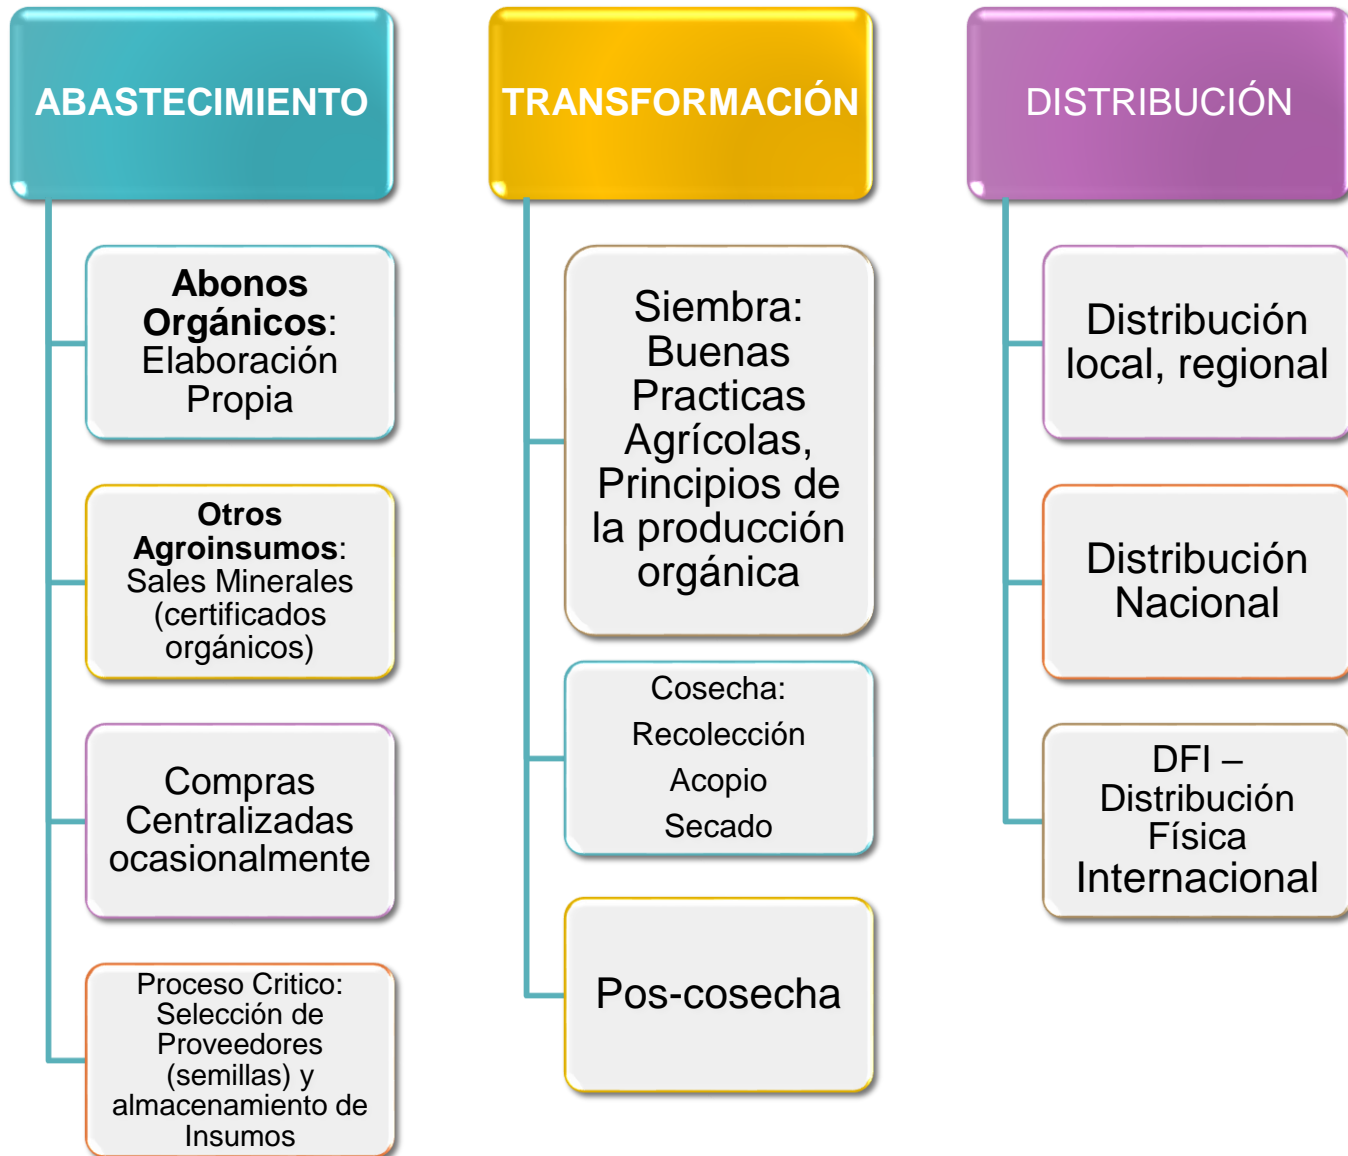 ABASTECIMIENTO
Abonos
Orgánicos:
Elaboración
Propia
Otros
Agroinsumos:
Sales Minerales
(certificados
orgánicos)
Compras
Centralizadas
ocasionalmente
Proceso Critico:
Selección de
Proveedores
(semillas) y
almacenamiento de
Insumos
TRANSFORMACIÓN
Siembra:
Buenas
Practicas
Agrícolas,
Principios de
la producción
orgánica
Cosecha:
Recolección
Acopio
Secado
Pos-cosecha
DISTRIBUCIÓN
Distribución
local, regional
Distribución
Nacional
DFI –
Distribución
Física
Internacional